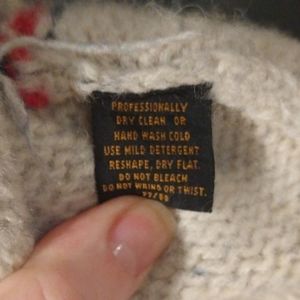 PROFESSIONALLY
DRY CLEAN OR
HAND WASH COLD
USE MILD DETERGENT
RESHAPE, DRY FLAT.
DO NOT BLEACH
DO NOT WRING OR TWIST.